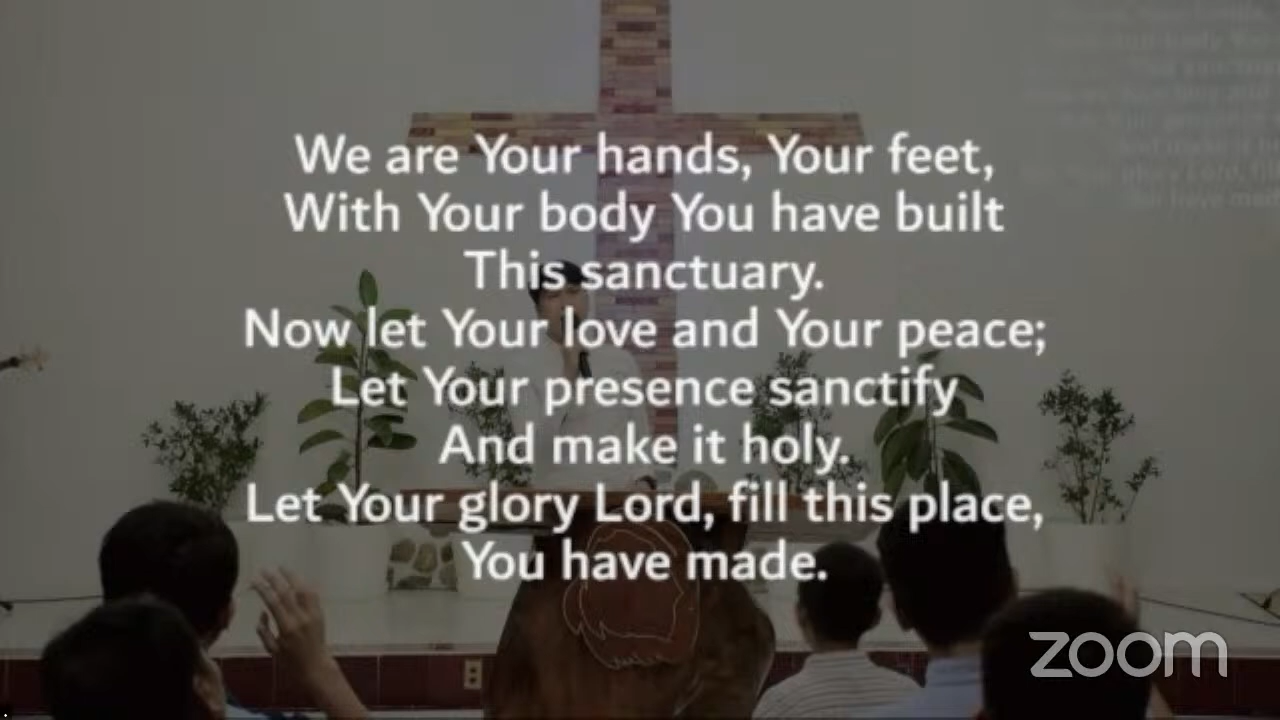 We are Your hands, Your feet,
With Your body You have built
This sanctuary.
Now let Your love and Your peace;
Let Your presence sanctify
And make it holy.
Let Your glory Lord, fill this place,
You have made.
zoom